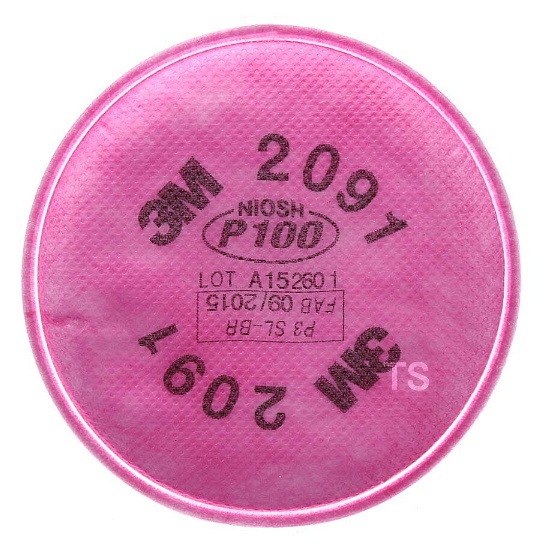 3M 2091
NIOSH
P100
LOT A152601
FAB 09/2015
P3 SL-BR
3M 2091
TS